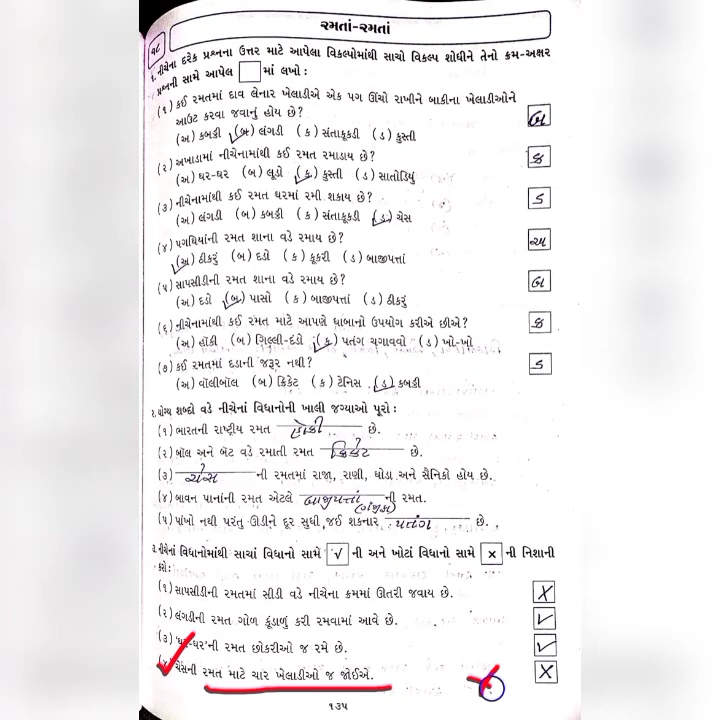 ૧૮
રમતાં-રમતાં
૧. નીચેના દરેક પ્રશ્નના ઉત્તર માટે આપેલા વિકલ્પોમાંથી સાચો વિકલ્પ શોધીને તેનો ક્રમ-અક્ષર
પ્રશ્નની સામે આપેલ માં લખો :
(૧) કઈ રમતમાં દાવ લેનાર ખેલાડીએ એક પગ ઊંચો રાખીને બાકીના ખેલાડીઓને
આઉટ કરવા જવાનું હોય છે? બ
(અ) કબડ્ડી (બ) લંગડી (ક) સંતાકૂકડી (ડ) કુસ્તી
(૨) અખાડામાં નીચેનામાંથી કઈ રમત રમાડાય છે? ક
(અ) ઘર-ઘર (બ) લૂડો (ક) કુસ્તી (ડ) સાતોડિયું
(૩) નીચેનામાંથી કઈ રમત ઘરમાં રમી શકાય છે? ડ
(અ) લંગડી (બ) કબડ્ડી (ક) સંતાકૂકડી (ડ) ચેસ
(૪) પગથિયાંની રમત શાના વડે રમાય છે? અ
(અ) ઠીકરું (બ) દડો (ક) કૂકરી (ડ) બાજીપત્તાં
(૫) સાપસીડીની રમત શાના વડે રમાય છે? બ
(અ) દડો (બ) પાસો (ક) બાજીપત્તાં (ડ) ઠીકરું
(૬) નીચેનામાંથી કઈ રમત માટે આપણે ધાબાનો ઉપયોગ કરીએ છીએ? ક
(અ) હૉકી (બ) ગિલ્લી-દંડો (ક) પતંગ ચગાવવો (ડ) ખો-ખો
(૭) કઈ રમતમાં દડાની જરૂર નથી? ડ
(અ) વૉલીબૉલ (બ) ક્રિકેટ (ક) ટેનિસ (ડ) કબડ્ડી
૨. યોગ્ય શબ્દો વડે નીચેનાં વિધાનોની ખાલી જગ્યાઓ પૂરો :
(૧) ભારતની રાષ્ટ્રીય રમત હોકી છે.
(૨) બૉલ અને બૅટ વડે રમાતી રમત ક્રિકેટ છે.
(૩) ચેસ ની રમતમાં રાજા, રાણી, ઘોડા અને સૈનિકો હોય છે.
(૪) બાવન પાનાંની રમત એટલે બાજીપત્તાં (ગંજીફા) ની રમત.
(૫) પાંખો નથી પરંતુ ઊડીને દૂર સુધી જઈ શકનાર પતંગ છે.
૩. નીચેનાં વિધાનોમાંથી સાચાં વિધાનો સામે √ ની અને ખોટાં વિધાનો સામે × ની નિશાની
કરો :
(૧) સાપસીડીની રમતમાં સીડી વડે નીચેના ક્રમમાં ઊતરી જવાય છે. ×
(૨) લંગડીની રમત ગોળ કૂંડાળું કરી રમવામાં આવે છે. ✓
(૩) 'ઘર-ઘર'ની રમત છોકરીઓ જ રમે છે. ✓
(૪) ચેસની રમત માટે ચાર ખેલાડીઓ જ જોઈએ. ×
૧૩૫